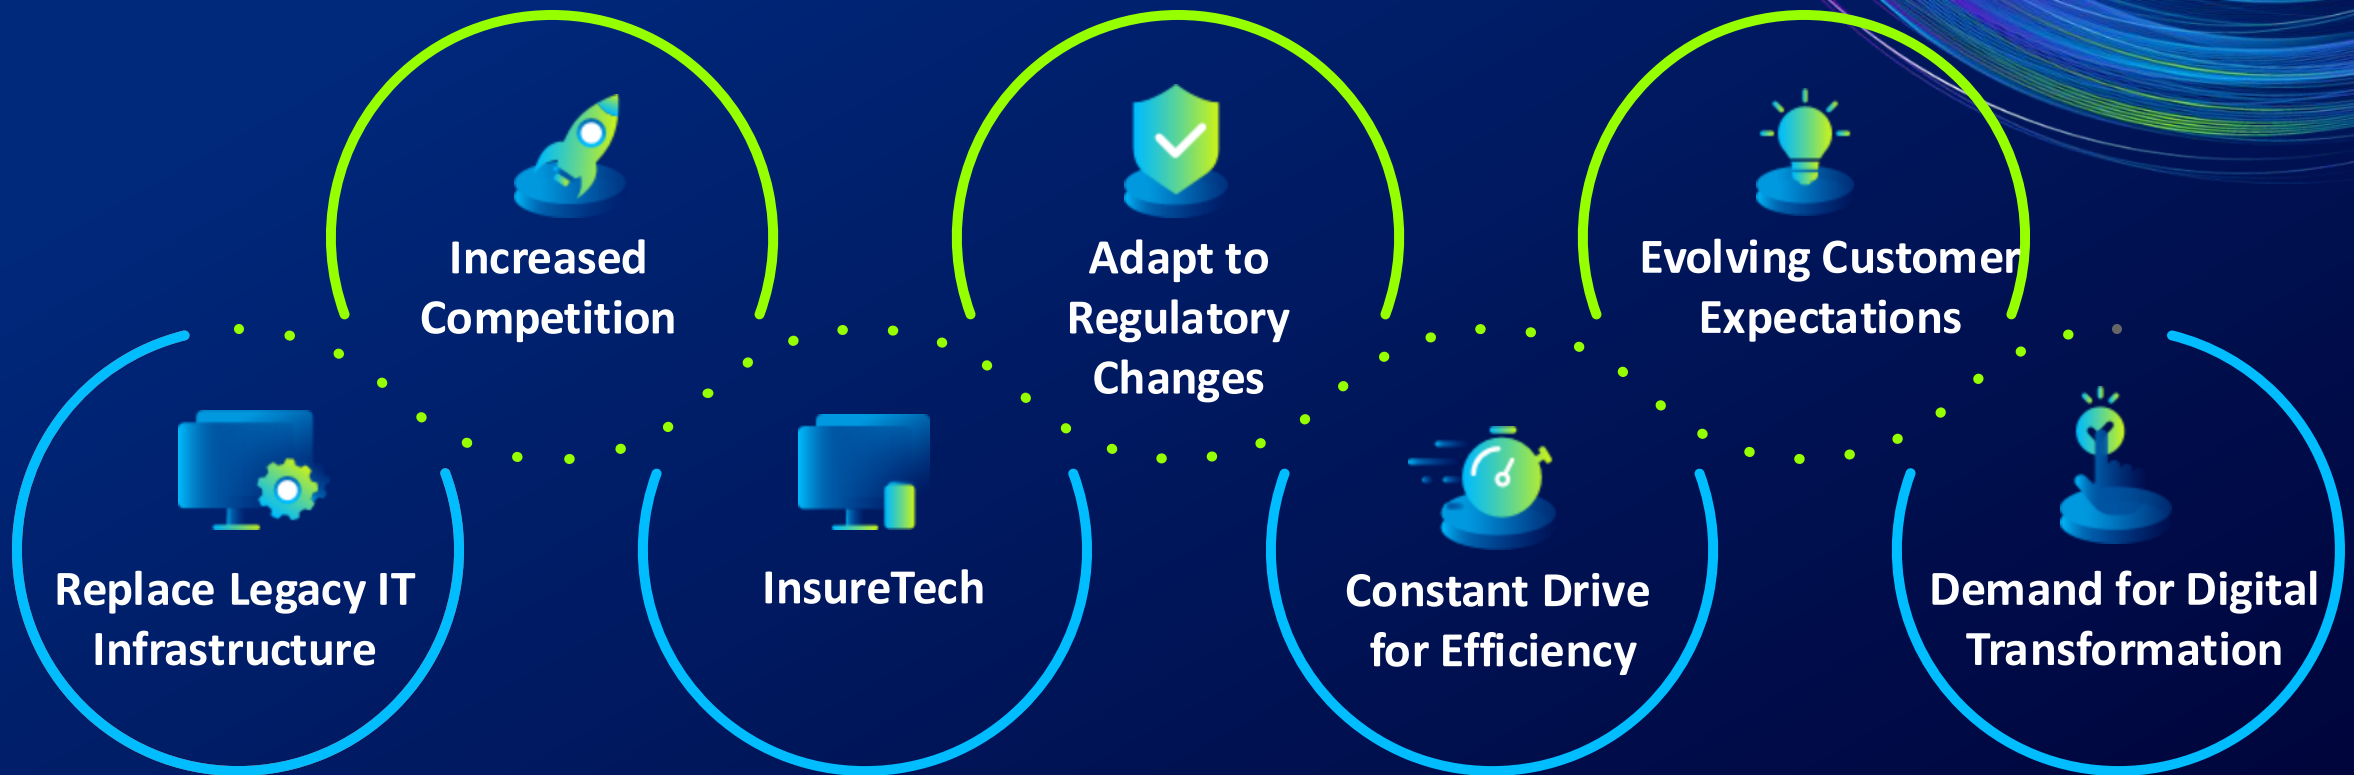 Increased
Competition
Adapt to
Regulatory
Changes
Evolving Customer
Expectations
Replace Legacy IT
Infrastructure
InsureTech
Constant Drive
for Efficiency
Demand for Digital
Transformation